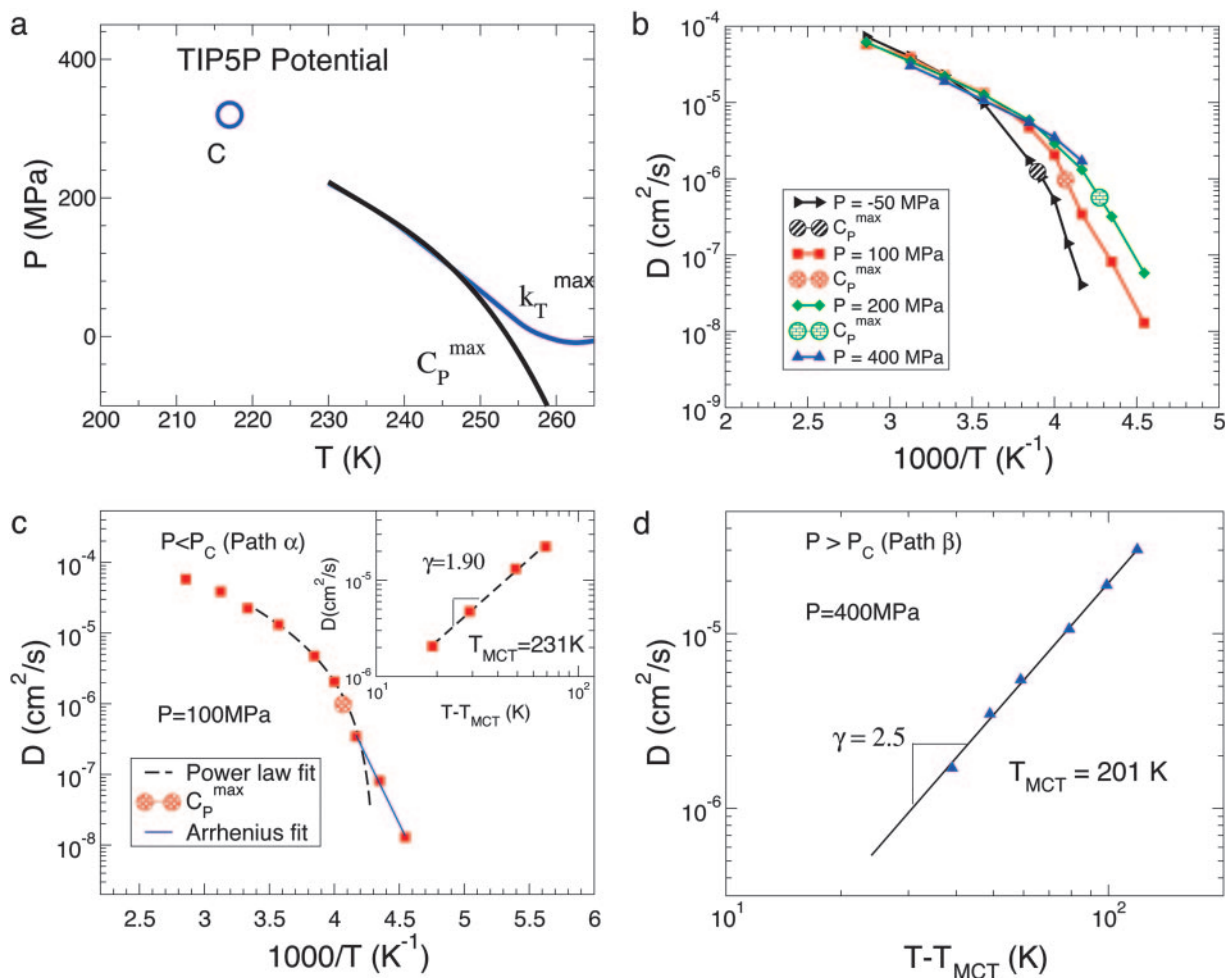 a
TIP5P Potential
400
200
0
P (MPa)
C
k_T^max
C_P^max
200 210 220 230 240 250 260
T (K)
b
10^-4
10^-5
10^-6
10^-7
10^-8
10^-9
D (cm^2/s)
P = -50 MPa
C_P^max
P = 100 MPa
C_P^max
P = 200 MPa
C_P^max
P = 400 MPa
2 2.5 3 3.5 4 4.5 5
1000/T (K^-1)
c
P<P_C (Path α)
10^-4
10^-5
10^-6
10^-7
10^-8
D (cm^2/s)
P=100MPa
Power law fit
C_P^max
Arrhenius fit
2.5 3 3.5 4 4.5 5 5.5 6
1000/T (K^-1)
D(cm^2/s)
10^-5
10^-6
γ=1.90
T_MCT=231K
10^1 10^2
T-T_MCT (K)
d
P > P_C (Path β)
P=400MPa
10^-5
10^-6
D (cm^2/s)
γ = 2.5
T_MCT = 201 K
10^1 10^2
T-T_MCT (K)